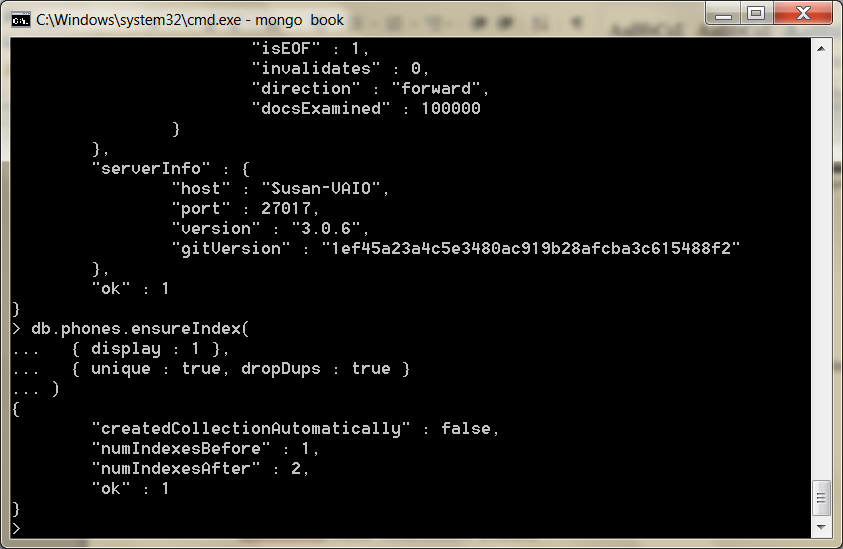 C:\Windows\system32\cmd.exe - mongo  book
"isEOF" : 1,
"invalidates" : 0,
"direction" : "forward",
"docsExamined" : 100000
}
},
"serverInfo" : {
"host" : "Susan-VAIO",
"port" : 27017,
"version" : "3.0.6",
"gitVersion" : "1ef45a23a4c5e3480ac919b28afcba3c615488f2"
},
"ok" : 1
}
> db.phones.ensureIndex(
...   { display : 1 },
...   { unique : true, dropDups : true }
... )
{
"createdCollectionAutomatically" : false,
"numIndexesBefore" : 1,
"numIndexesAfter" : 2,
"ok" : 1
}
>